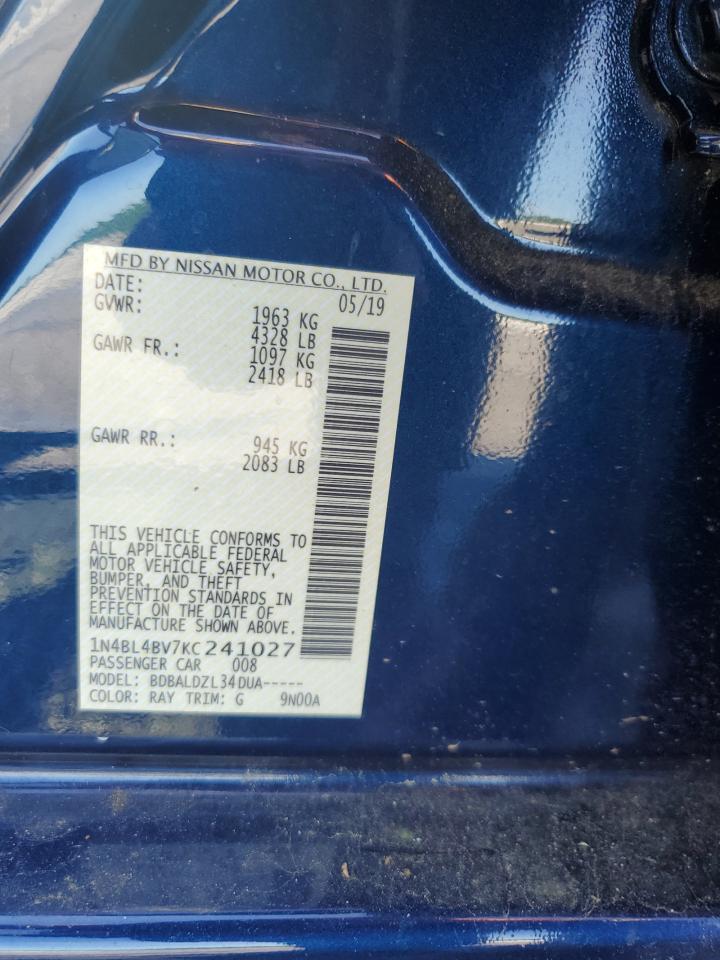 MFD BY NISSAN MOTOR CO., LTD.
DATE: 05/19
GVWR: 1963 KG
4328 LB
GAWR FR.: 1097 KG
2418 LB
GAWR RR.: 945 KG
2083 LB
THIS VEHICLE CONFORMS TO
ALL APPLICABLE FEDERAL
MOTOR VEHICLE SAFETY,
BUMPER, AND THEFT
PREVENTION STANDARDS IN
EFFECT ON THE DATE OF
MANUFACTURE SHOWN ABOVE.
1N4BL4BV7KC241027
PASSENGER CAR 008
MODEL: BDBALDZL34DUA-----
COLOR: RAY TRIM: G 9N00A